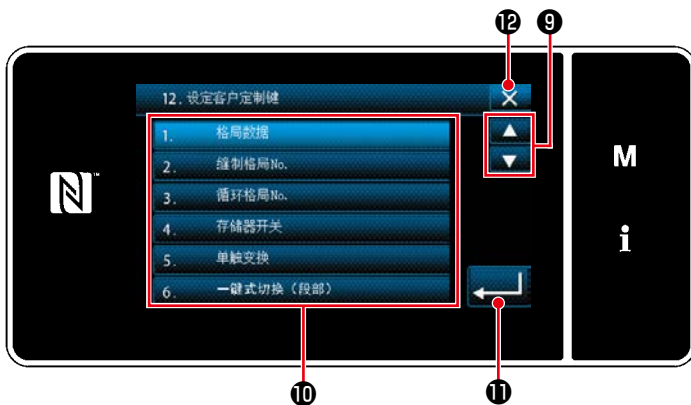 ⓬ ❾
12. 设定客户定制键
1. 格局数据
2. 缝制格局No.
3. 循环格局No.
4. 存储器开关
5. 单触变换
6. 一键式切换（段部）
N™
M
i
❿ ⓫